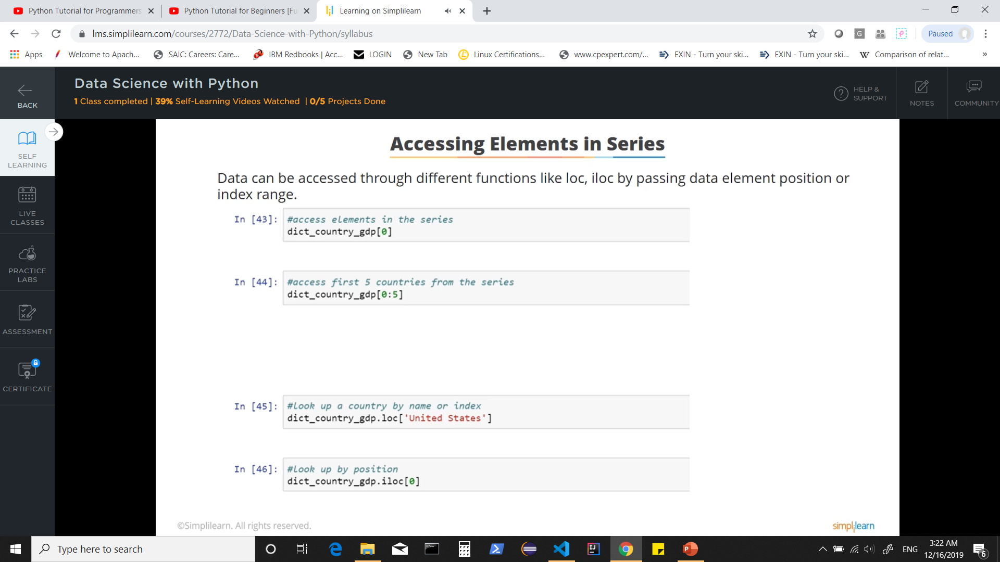 Python Tutorial for Programmers
Python Tutorial for Beginners [Fu
Learning on Simplilearn
lms.simplilearn.com/courses/2772/Data-Science-with-Python/syllabus
G
Paused
Apps
Welcome to Apach...
SAIC: Careers: Care...
IBM Redbooks | Acc...
LOGIN
New Tab
Linux Certifications...
www.cpexpert.com/...
EXIN - Turn your ski...
EXIN - Turn your ski...
W Comparison of relat...
»
BACK
Data Science with Python
1 Class completed | 39% Self-Learning Videos Watched | 0/5 Projects Done
? HELP &
SUPPORT
NOTES
COMMUNITY
SELF
LEARNING
LIVE
CLASSES
PRACTICE
LABS
ASSESSMENT
CERTIFICATE
Accessing Elements in Series
Data can be accessed through different functions like loc, iloc by passing data element position or
index range.
In [43]: #access elements in the series
dict_country_gdp[0]
In [44]: #access first 5 countries from the series
dict_country_gdp[0:5]
In [45]: #Look up a country by name or index
dict_country_gdp.loc['United States']
In [46]: #Look up by position
dict_country_gdp.iloc[0]
©Simplilearn. All rights reserved.
simplilearn
Type here to search
IJ
P
ENG
3:22 AM
12/16/2019
6